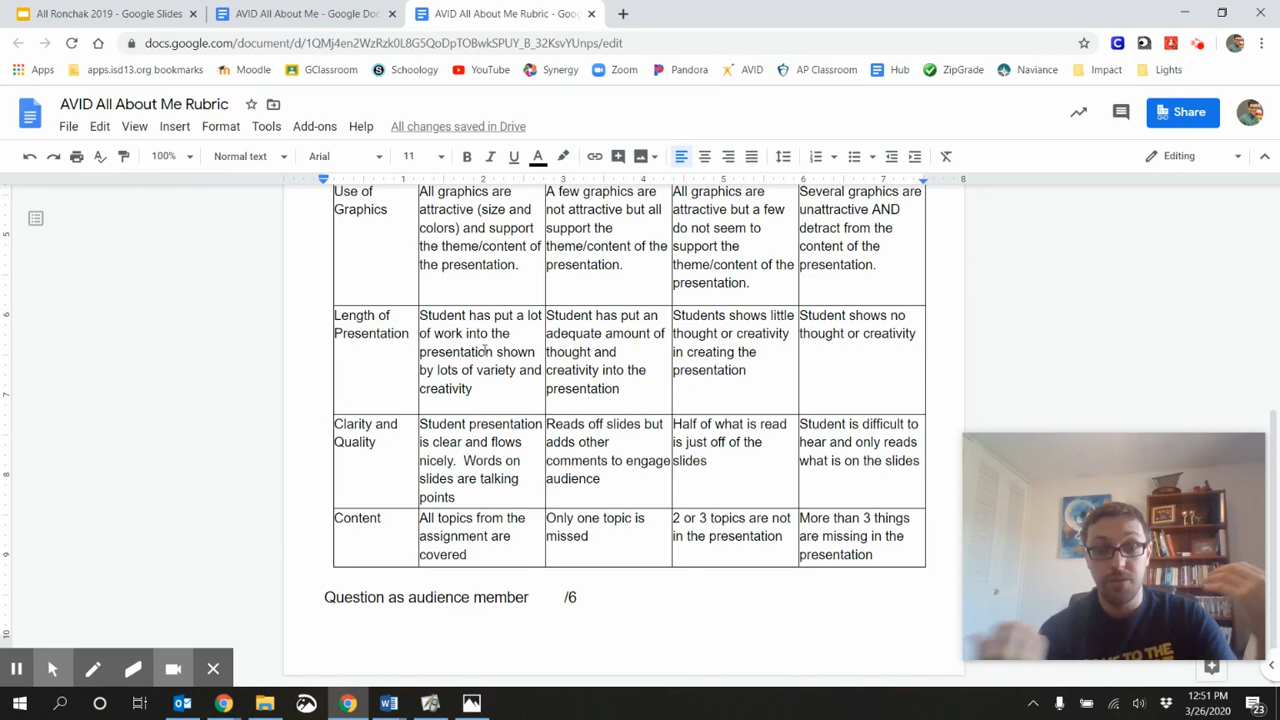 All Ronchak 2019 - Google Slides
AVID All About Me - Google Doc
AVID All About Me Rubric - Goog
docs.google.com/document/d/1QMj4en2WzRzk0L8G5QoDpTOBwkSPUY_B_32KsvYUnps/edit
Apps
apps.isd13.org bookmarks
Moodle
GClassroom
Schoology
YouTube
Synergy
Zoom
Pandora
AVID
AP Classroom
Hub
ZipGrade
Naviance
Impact
Lights
AVID All About Me Rubric
Share
File Edit View Insert Format Tools Add-ons Help All changes saved in Drive
100% Normal text Arial 11 B I U A Editing
1 2 3 4 5 6 7 8
Use of
Graphics
All graphics are
attractive (size and
colors) and support
the theme/content of
the presentation.
A few graphics are
not attractive but all
support the
theme/content of the
presentation.
All graphics are
attractive but a few
do not seem to
support the
theme/content of the
presentation.
Several graphics are
unattractive AND
detract from the
content of the
presentation.
Length of
Presentation
Student has put a lot
of work into the
presentation shown
by lots of variety and
creativity
Student has put an
adequate amount of
thought and
creativity into the
presentation
Students shows little
thought or creativity
in creating the
presentation
Student shows no
thought or creativity
Clarity and
Quality
Student presentation
is clear and flows
nicely. Words on
slides are talking
points
Reads off slides but
adds other
comments to engage
audience
Half of what is read
is just off of the
slides
Student is difficult to
hear and only reads
what is on the slides
Content
All topics from the
assignment are
covered
Only one topic is
missed
2 or 3 topics are not
in the presentation
More than 3 things
are missing in the
presentation
Question as audience member /6
12:51 PM
3/26/2020
23